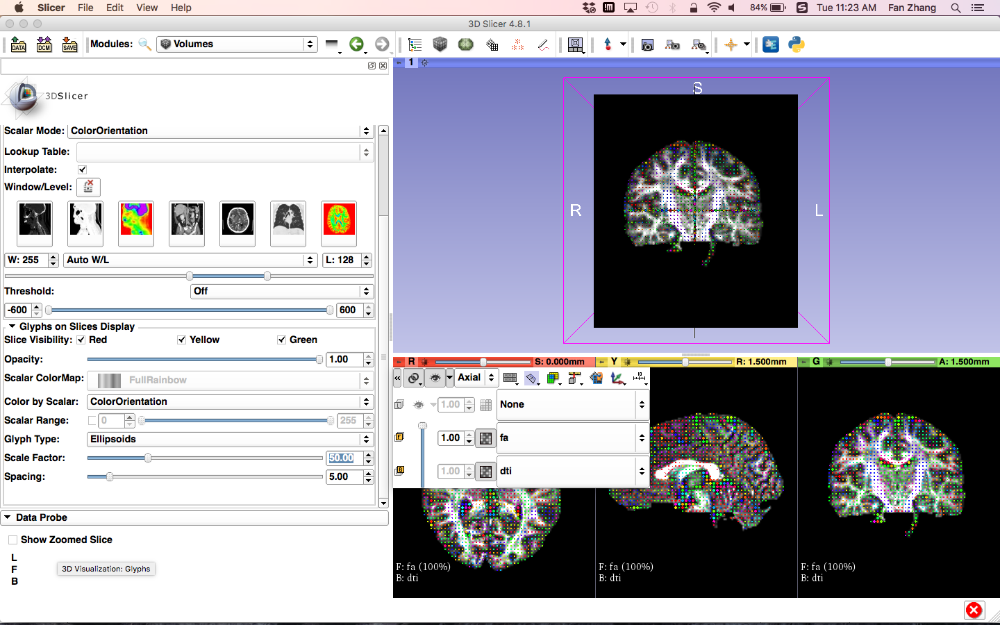 Slicer File Edit View Help 84% Tue 11:23 AM Fan Zhang
3D Slicer 4.8.1
DATA DCM SAVE Modules: Volumes
1
3DSlicer
S
R
L
I
Scalar Mode: ColorOrientation
Lookup Table:
Interpolate:
Window/Level:
W: 255 Auto W/L L: 128
Threshold: Off
-600 600
Glyphs on Slices Display
Slice Visibility: Red Yellow Green
Opacity: 1.00
Scalar ColorMap: FullRainbow
Color by Scalar: ColorOrientation
Scalar Range: 0 255
Glyph Type: Ellipsoids
Scale Factor: 50.00
Spacing: 5.00
Data Probe
Show Zoomed Slice
L
F
B
3D Visualization: Glyphs
R S: 0.000mm
Y R: 1.500mm
G A: 1.500mm
Axial
L 1.00 None
F 1.00 fa
B 1.00 dti
F: fa (100%)
B: dti
F: fa (100%)
B: dti
F: fa (100%)
B: dti